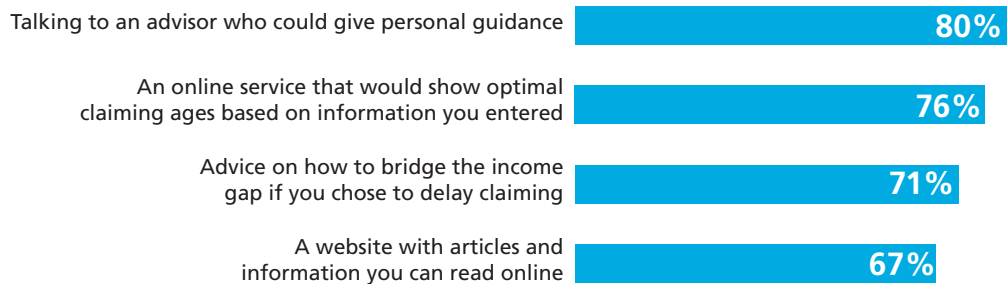 Talking to an advisor who could give personal guidance
80%
An online service that would show optimal
claiming ages based on information you entered
76%
Advice on how to bridge the income
gap if you chose to delay claiming
71%
A website with articles and
information you can read online
67%